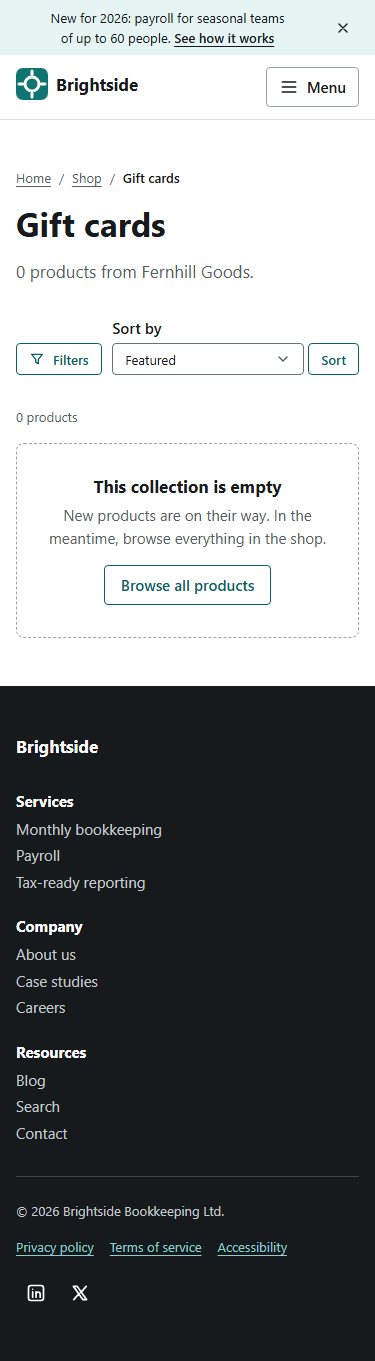 New for 2026: payroll for seasonal teams
of up to 60 people. See how it works
Brightside
Menu
Home / Shop / Gift cards
Gift cards
0 products from Fernhill Goods.
Sort by
Filters
Featured
Sort
0 products
This collection is empty
New products are on their way. In the
meantime, browse everything in the shop.
Browse all products
Brightside
Services
Monthly bookkeeping
Payroll
Tax-ready reporting
Company
About us
Case studies
Careers
Resources
Blog
Search
Contact
© 2026 Brightside Bookkeeping Ltd.
Privacy policy Terms of service Accessibility